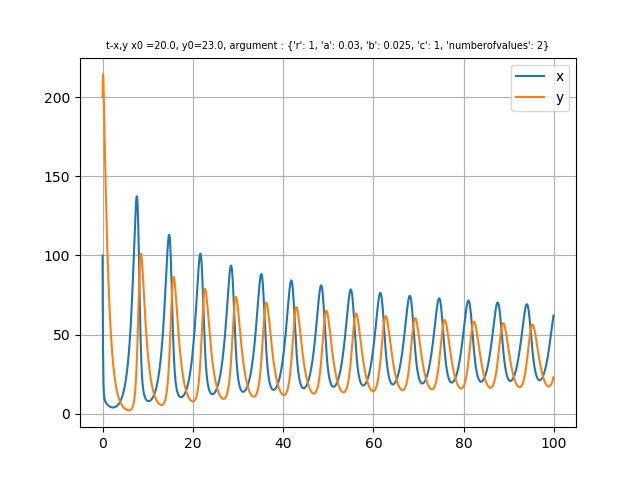 t-x,y x0 =20.0, y0=23.0, argument : {'r': 1, 'a': 0.03, 'b': 0.025, 'c': 1, 'numberofvalues': 2}
x
y
200
150
100
50
0
0 20 40 60 80 100